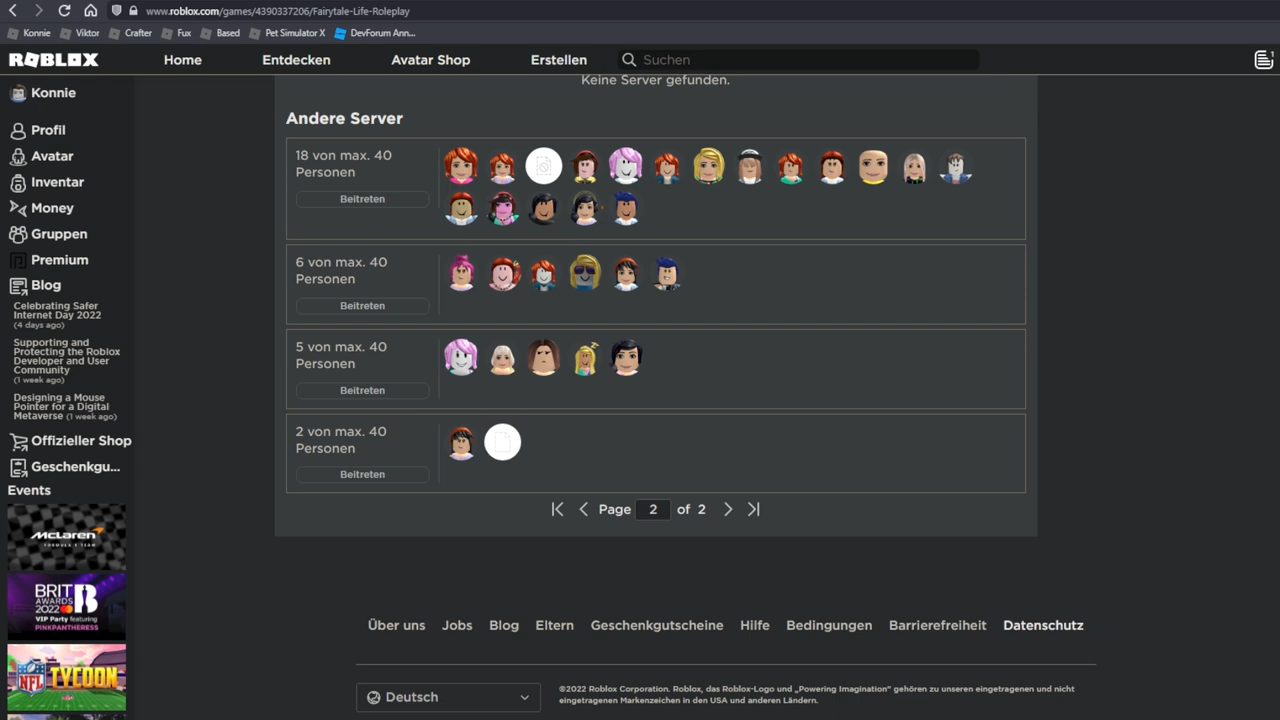 www.roblox.com/games/4390337206/Fairytale-Life-Roleplay
Konnie Viktor Crafter Fux Based Pet Simulator X DevForum Ann...
ROBLOX Home Entdecken Avatar Shop Erstellen Suchen 1
Konnie
Profil
Avatar
Inventar
Money
Gruppen
Premium
Blog
Celebrating Safer
Internet Day 2022
(4 days ago)
Supporting and
Protecting the Roblox
Developer and User
Community
(1 week ago)
Designing a Mouse
Pointer for a Digital
Metaverse (1 week ago)
Offizieller Shop
Geschenkgu...
Events
McLaren
FORMULA 1 TEAM
BRIT
AWARDS
2022
VIP Party featuring
PINKPANTHERESS
NFL TYCOON
Keine Server gefunden.
Andere Server
18 von max. 40
Personen
Beitreten
6 von max. 40
Personen
Beitreten
5 von max. 40
Personen
Beitreten
2 von max. 40
Personen
Beitreten
Page 2 of 2
Über uns Jobs Blog Eltern Geschenkgutscheine Hilfe Bedingungen Barrierefreiheit Datenschutz
Deutsch
©2022 Roblox Corporation. Roblox, das Roblox-Logo und „Powering Imagination“ gehören zu unseren eingetragenen und nicht
eingetragenen Markenzeichen in den USA und anderen Ländern.